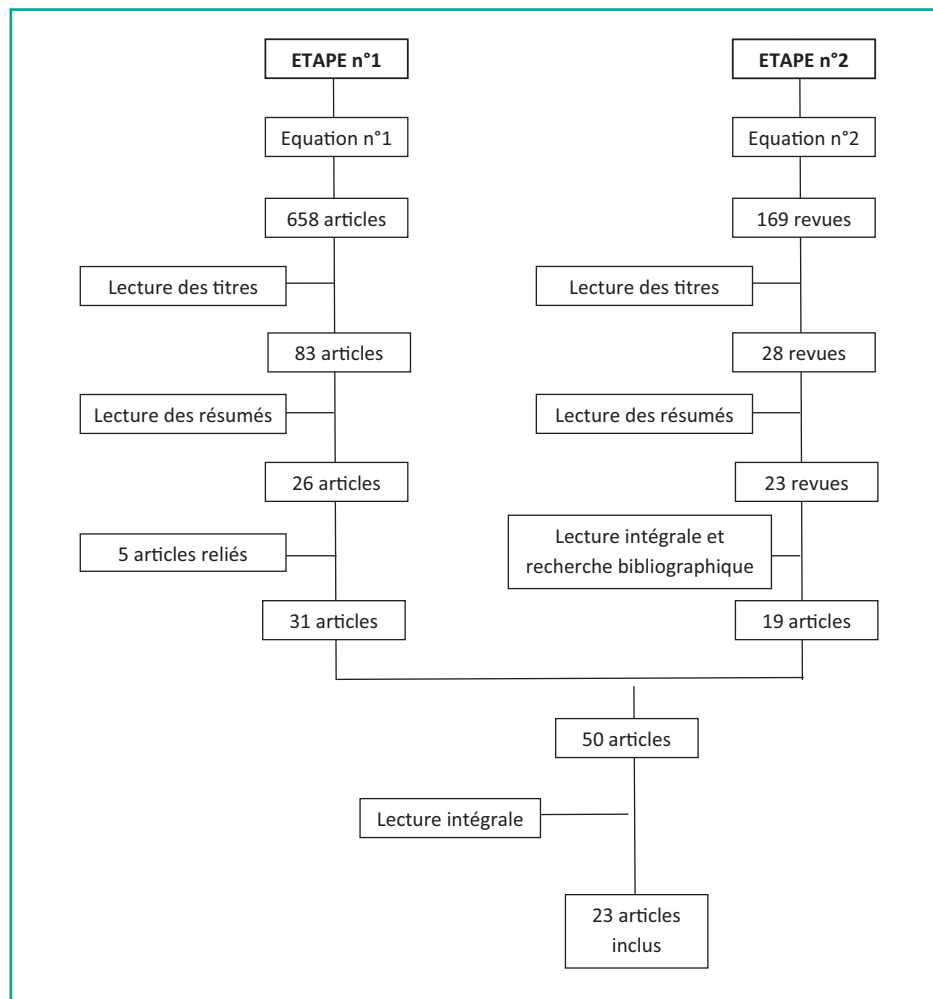 ETAPE n°1
Equation n°1
658 articles
Lecture des titres
83 articles
Lecture des résumés
26 articles
5 articles reliés
31 articles
ETAPE n°2
Equation n°2
169 revues
Lecture des titres
28 revues
Lecture des résumés
23 revues
Lecture intégrale et
recherche bibliographique
19 articles
50 articles
Lecture intégrale
23 articles
inclus